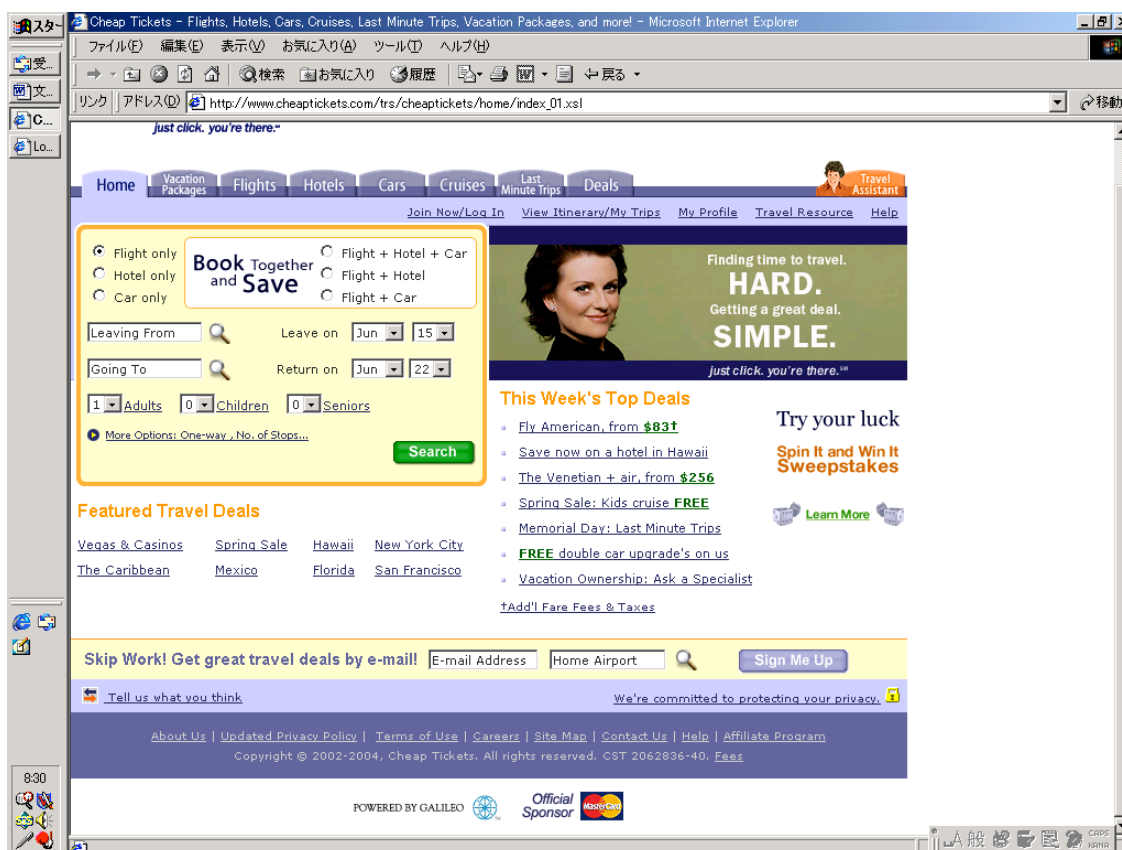 スター
Cheap Tickets - Flights, Hotels, Cars, Cruises, Last Minute Trips, Vacation Packages, and more! - Microsoft Internet Explorer
ファイル(F) 編集(E) 表示(V) お気に入り(A) ツール(T) ヘルプ(H)
受...
検索 お気に入り 履歴 戻る
文...
リンク アドレス(D) http://www.cheaptickets.com/trs/cheaptickets/home/index_01.xsl 移動
C...
Lo...
just click. you're there.℠
Home Vacation Packages Flights Hotels Cars Cruises Last Minute Trips Deals Travel Assistant
Join Now/Log In View Itinerary/My Trips My Profile Travel Resource Help
Flight only
Hotel only
Car only
Book Together
and Save
Flight + Hotel + Car
Flight + Hotel
Flight + Car
Leaving From Leave on Jun 15
Going To Return on Jun 22
1 Adults 0 Children 0 Seniors
More Options: One-way , No. of Stops...
Search
Finding time to travel.
HARD.
Getting a great deal.
SIMPLE.
just click. you're there.℠
This Week's Top Deals
Fly American, from $83†
Save now on a hotel in Hawaii
The Venetian + air, from $256
Spring Sale: Kids cruise FREE
Memorial Day: Last Minute Trips
FREE double car upgrade's on us
Vacation Ownership: Ask a Specialist
†Add'l Fare Fees & Taxes
Try your luck
Spin It and Win It
Sweepstakes
Learn More
Featured Travel Deals
Vegas & Casinos Spring Sale Hawaii New York City
The Caribbean Mexico Florida San Francisco
Skip Work! Get great travel deals by e-mail! E-mail Address Home Airport Sign Me Up
Tell us what you think We're committed to protecting your privacy.
About Us | Updated Privacy Policy | Terms of Use | Careers | Site Map | Contact Us | Help | Affiliate Program
Copyright © 2002-2004, Cheap Tickets. All rights reserved. CST 2062836-40. Fees
POWERED BY GALILEO Official Sponsor MasterCard
8:30
A 般 CAPS
KANA